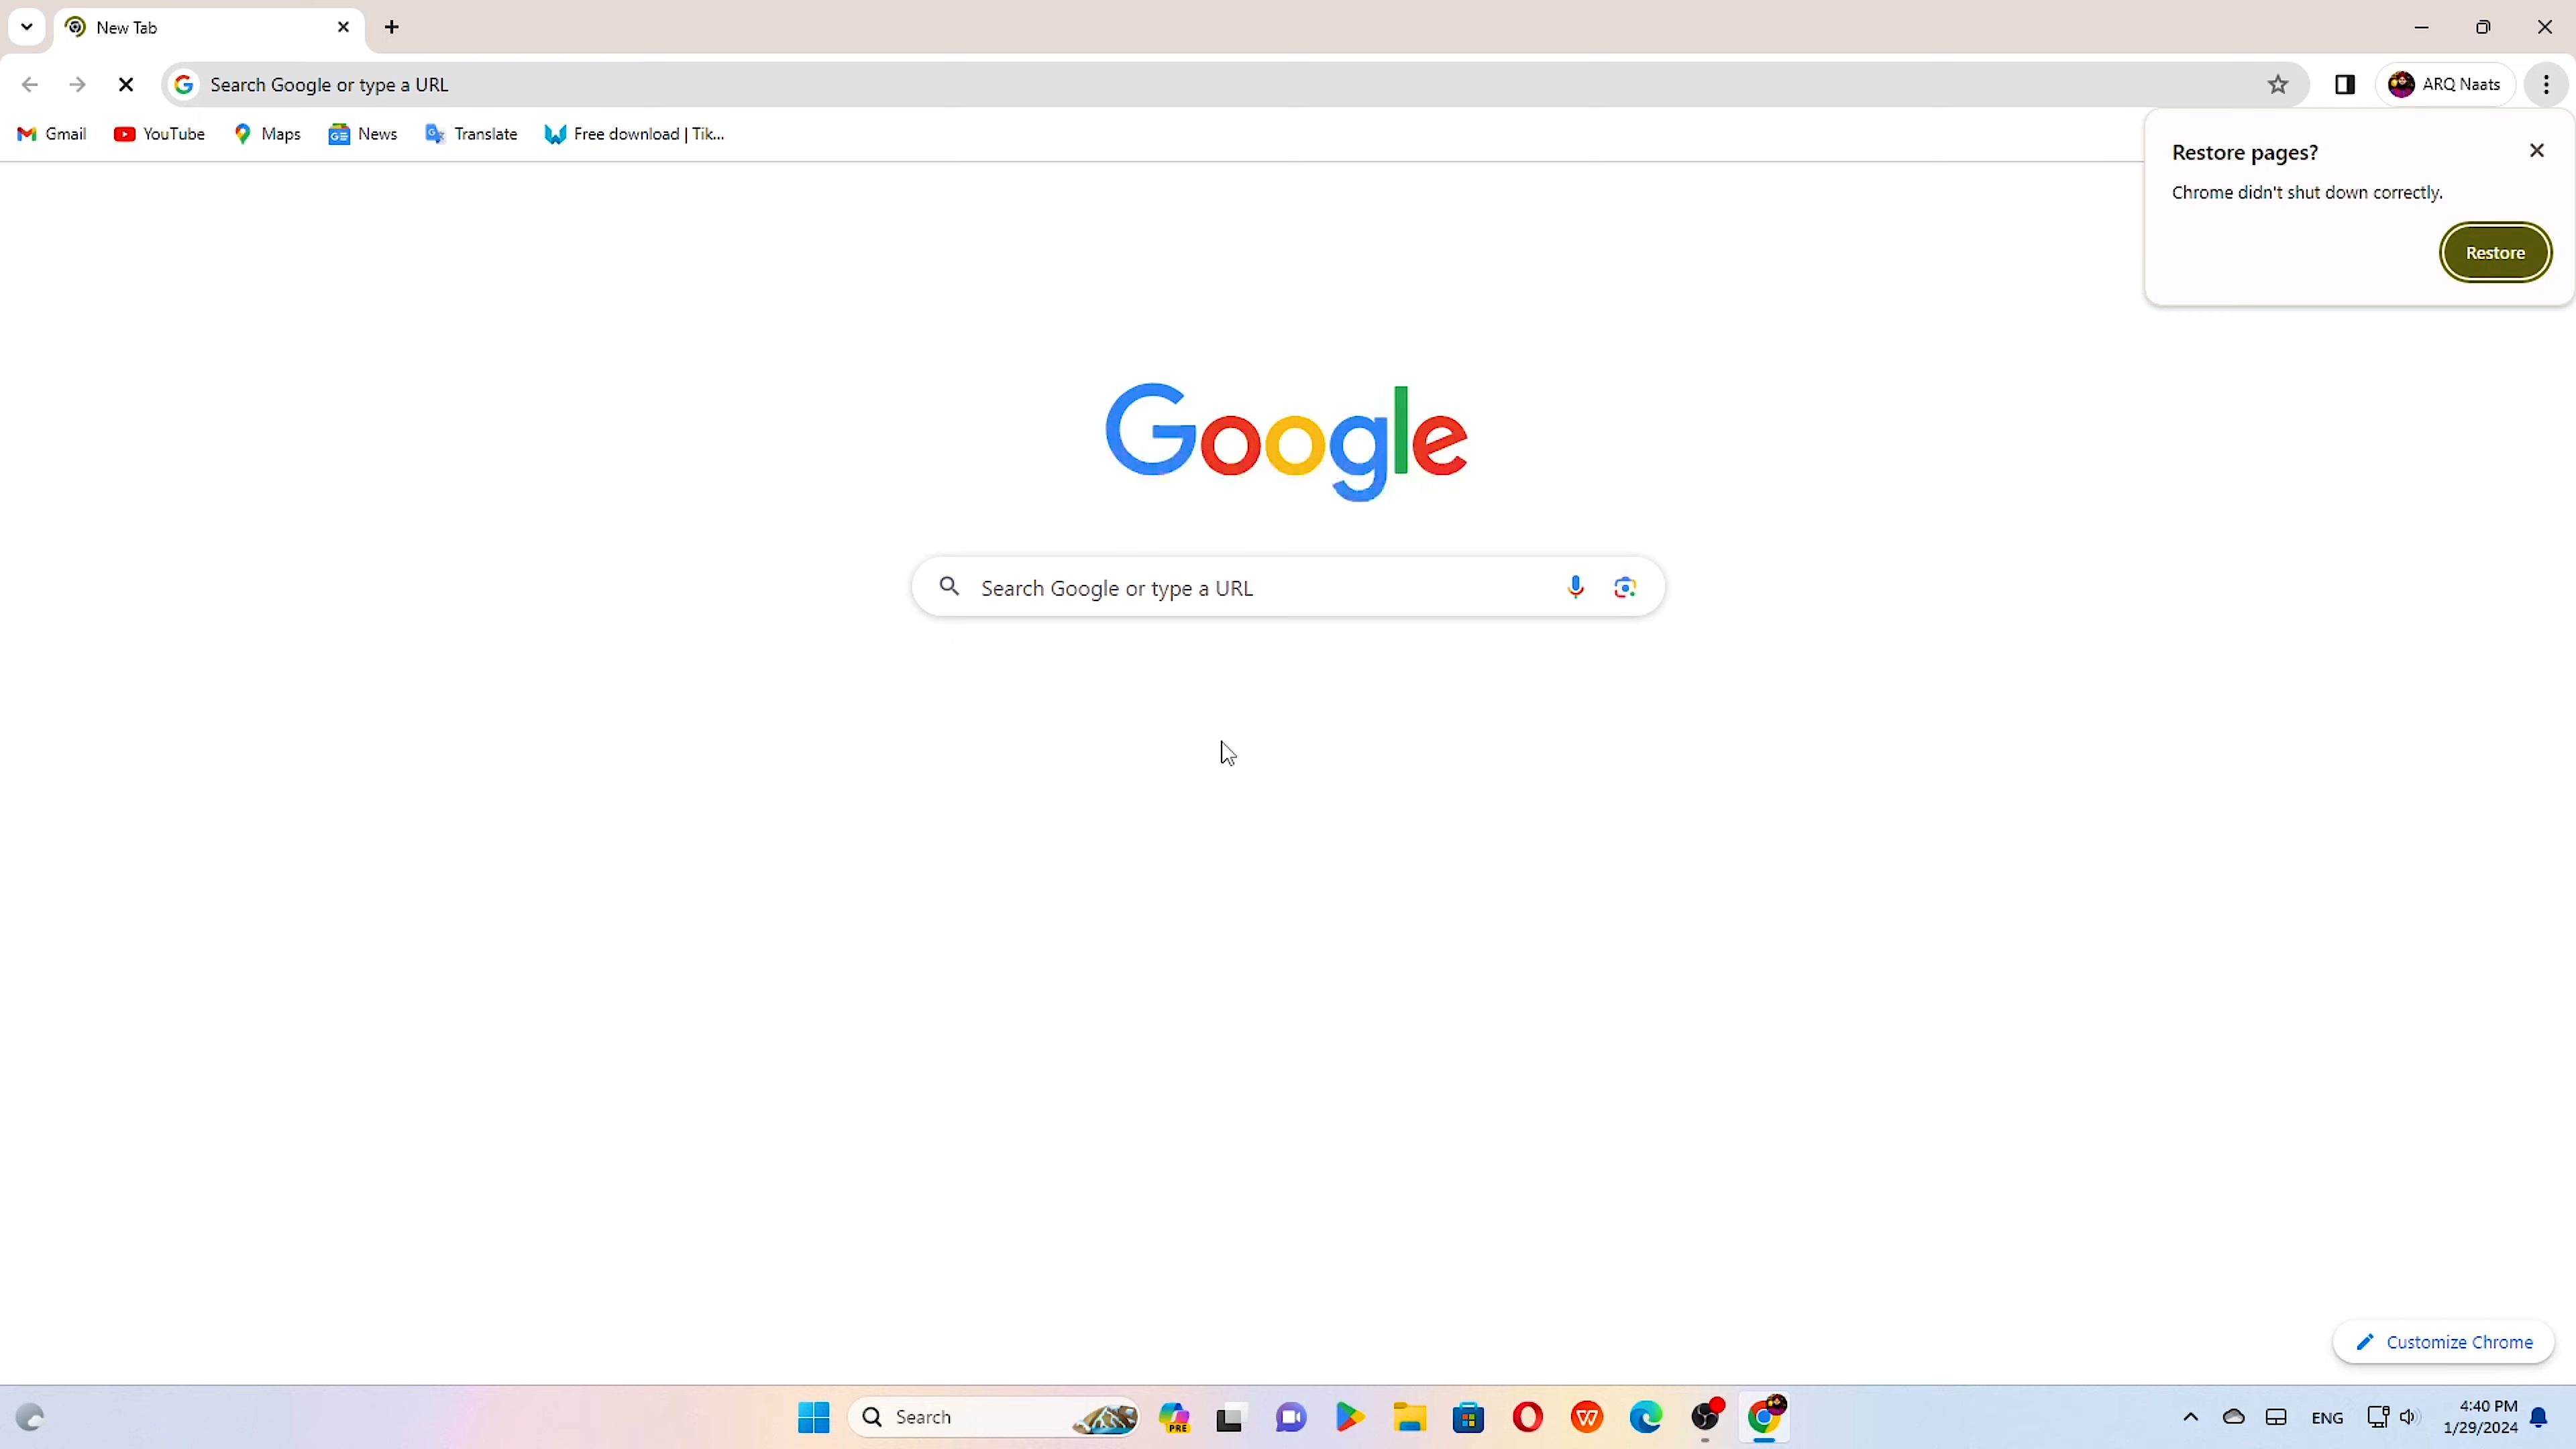 New Tab
Search Google or type a URL
ARQ Naats
Gmail
YouTube
Maps
News
Translate
Free download | Tik...
Restore pages?
Chrome didn't shut down correctly.
Restore
Google
Search Google or type a URL
Customize Chrome
Search
PRE
ENG
4:40 PM
1/29/2024